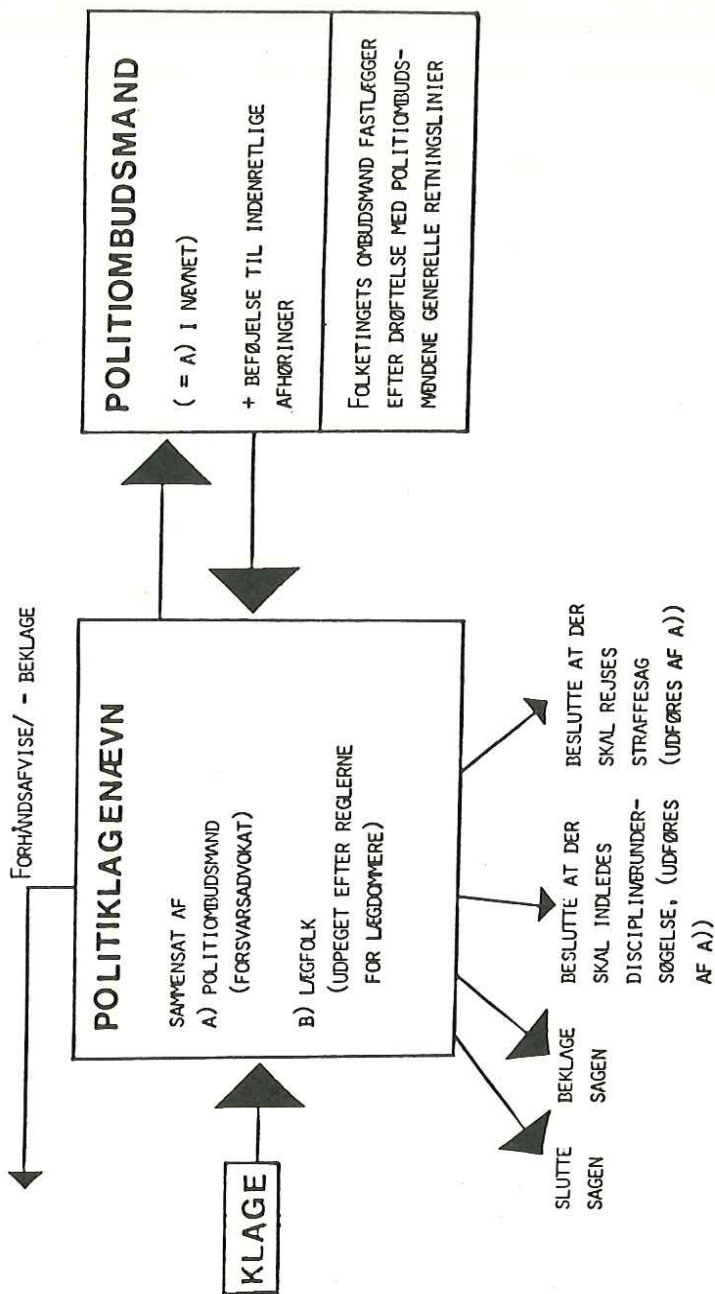 FORHÅNDSAFVISE/ - BEKLAGE
KLAGE
POLITIKLAGENÆVN
SAMMENSAT AF
A) POLITIOMBUDSMAND
(FORSVARSADVOKAT)
B) LÆGFOLK
(UDPEGET EFTER REGLERNE
FOR LÆGDOMMERE)
POLITIOMBUDSMAND
( = A) I NÆVNET)
+ BEFØJELSE TIL INDENRETLIGE
AFHØRINGER
FOLKETINGETS OMBUDSMAND FASTLÆGGER
EFTER DRØFTELSE MED POLITIOMBUDS-
MÆNDENE GENERELLE RETNINGSLINIER
SLUTTE
SAGEN
BEKLAGE
SAGEN
BESLUTTE AT DER
SKAL INDLEDES
DISCIPLINÆRUNDER-
SØGELSE, (UDFØRES
AF A))
BESLUTTE AT DER
SKAL REJSES
STRAFFESAG
(UDFØRES AF A))